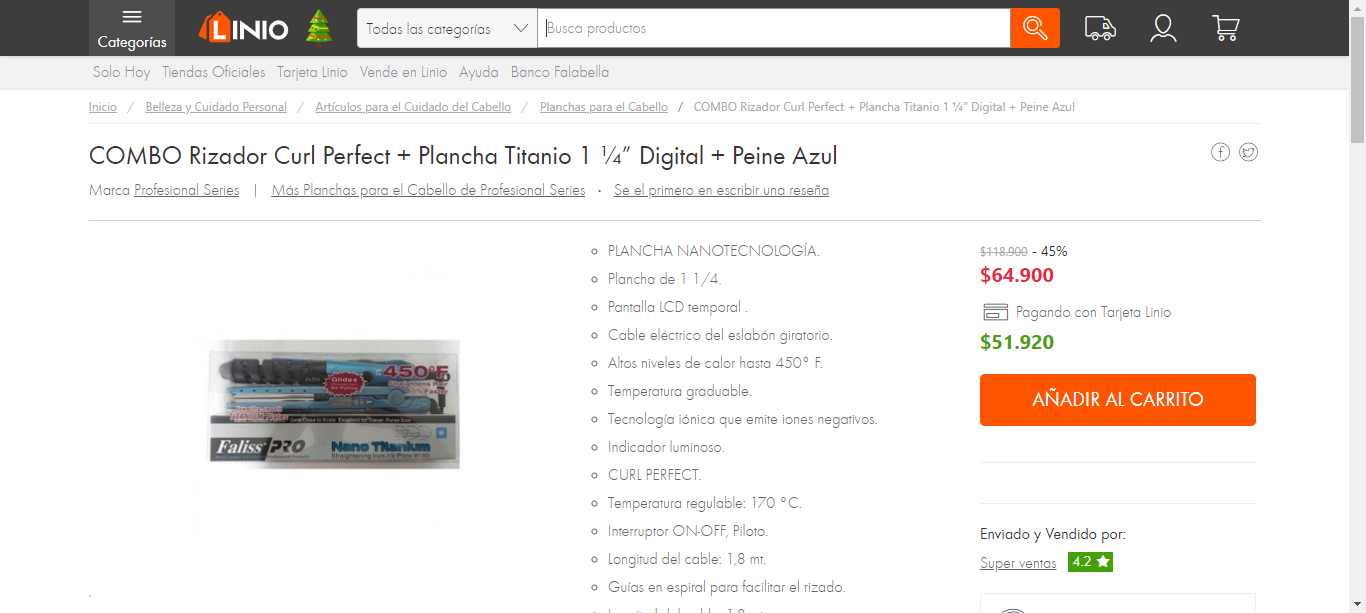 Categorías
LINIO
Todas las categorías
Busca productos
Solo Hoy Tiendas Oficiales Tarjeta Linio Vende en Linio Ayuda Banco Falabella
Inicio / Belleza y Cuidado Personal / Artículos para el Cuidado del Cabello / Planchas para el Cabello / COMBO Rizador Curl Perfect + Plancha Titanio 1 ¼” Digital + Peine Azul
COMBO Rizador Curl Perfect + Plancha Titanio 1 ¼” Digital + Peine Azul
Marca Profesional Series | Más Planchas para el Cabello de Profesional Series · Se el primero en escribir una reseña
450°F
Glides
Straightens Hair
Faster
TITANIUM Plates
Faliss PRO
Nano Titanium
PLANCHA NANOTECNOLOGÍA.
Plancha de 1 1/4.
Pantalla LCD temporal .
Cable eléctrico del eslabón giratorio.
Altos niveles de calor hasta 450° F.
Temperatura graduable.
Tecnología iónica que emite iones negativos.
Indicador luminoso.
CURL PERFECT.
Temperatura regulable: 170 °C.
Interruptor ON-OFF, Piloto.
Longitud del cable: 1,8 mt.
Guías en espiral para facilitar el rizado.
$118.900 - 45%
$64.900
Pagando con Tarjeta Linio
$51.920
AÑADIR AL CARRITO
Enviado y Vendido por:
Super ventas 4.2